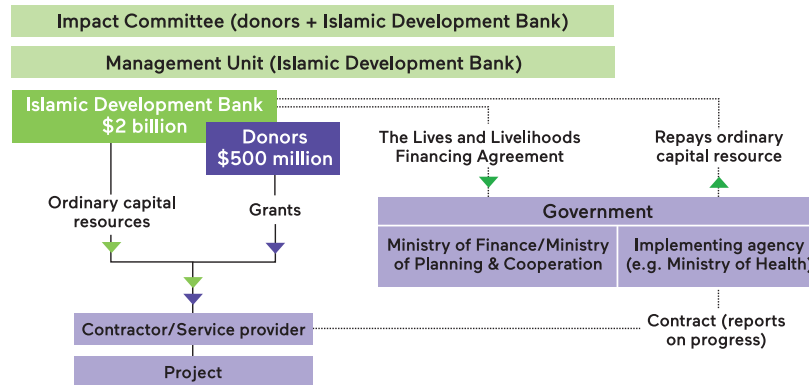 Impact Committee (donors + Islamic Development Bank)
Management Unit (Islamic Development Bank)
Islamic Development Bank
$2 billion
Donors
$500 million
The Lives and Livelihoods
Financing Agreement
Repays ordinary
capital resource
Ordinary capital
resources
Grants
Government
Ministry of Finance/Ministry
of Planning & Cooperation
Implementing agency
(e.g. Ministry of Health)
Contractor/Service provider
Contract (reports
on progress)
Project